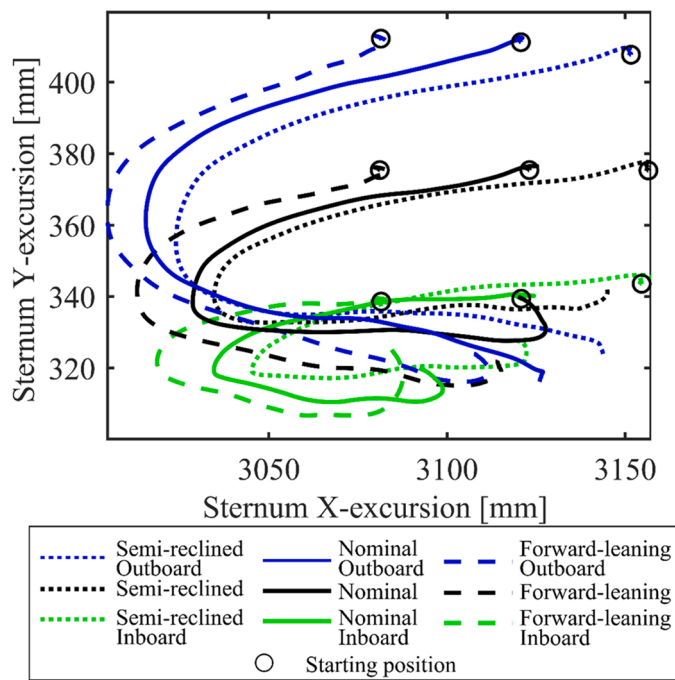 400
380
360
340
320
Sternum Y-excursion [mm]
3050 3100 3150
Sternum X-excursion [mm]
Semi-reclined Outboard
Nominal Outboard
Forward-leaning Outboard
Semi-reclined
Nominal
Forward-leaning
Semi-reclined Inboard
Nominal Inboard
Forward-leaning Inboard
Starting position